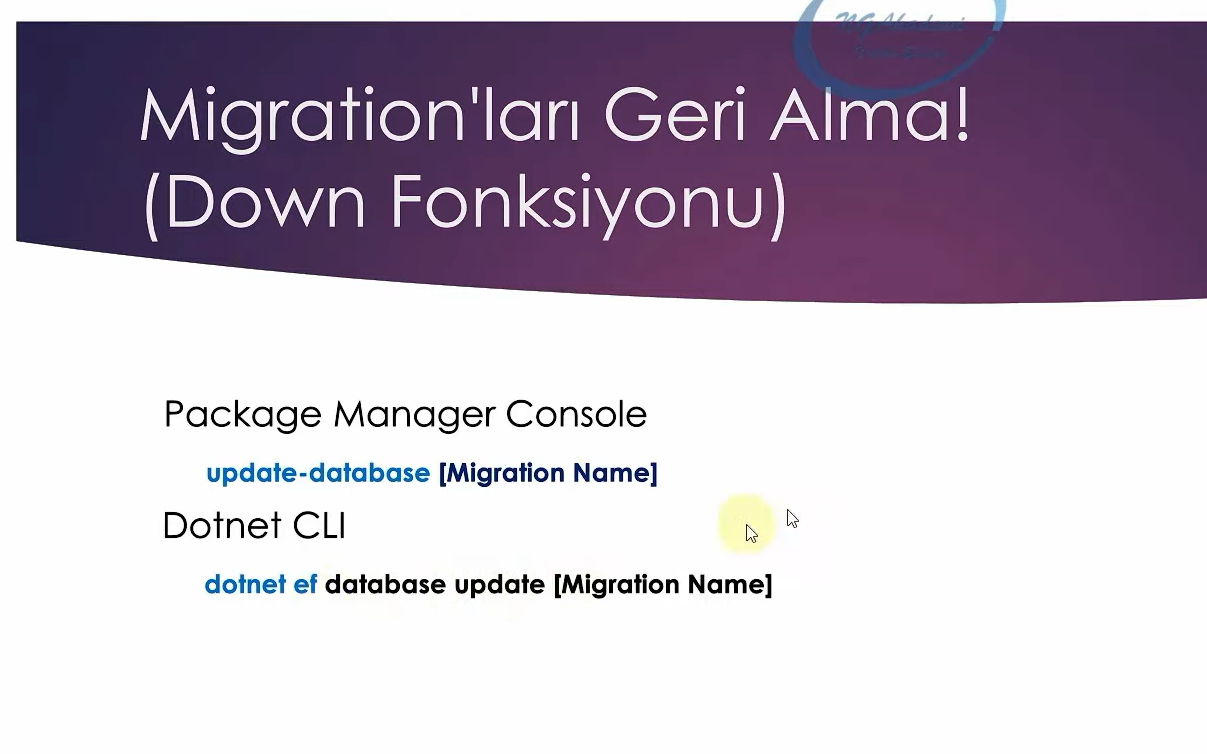 Migration'ları Geri Alma!
(Down Fonksiyonu)
Package Manager Console
update-database [Migration Name]
Dotnet CLI
dotnet ef database update [Migration Name]